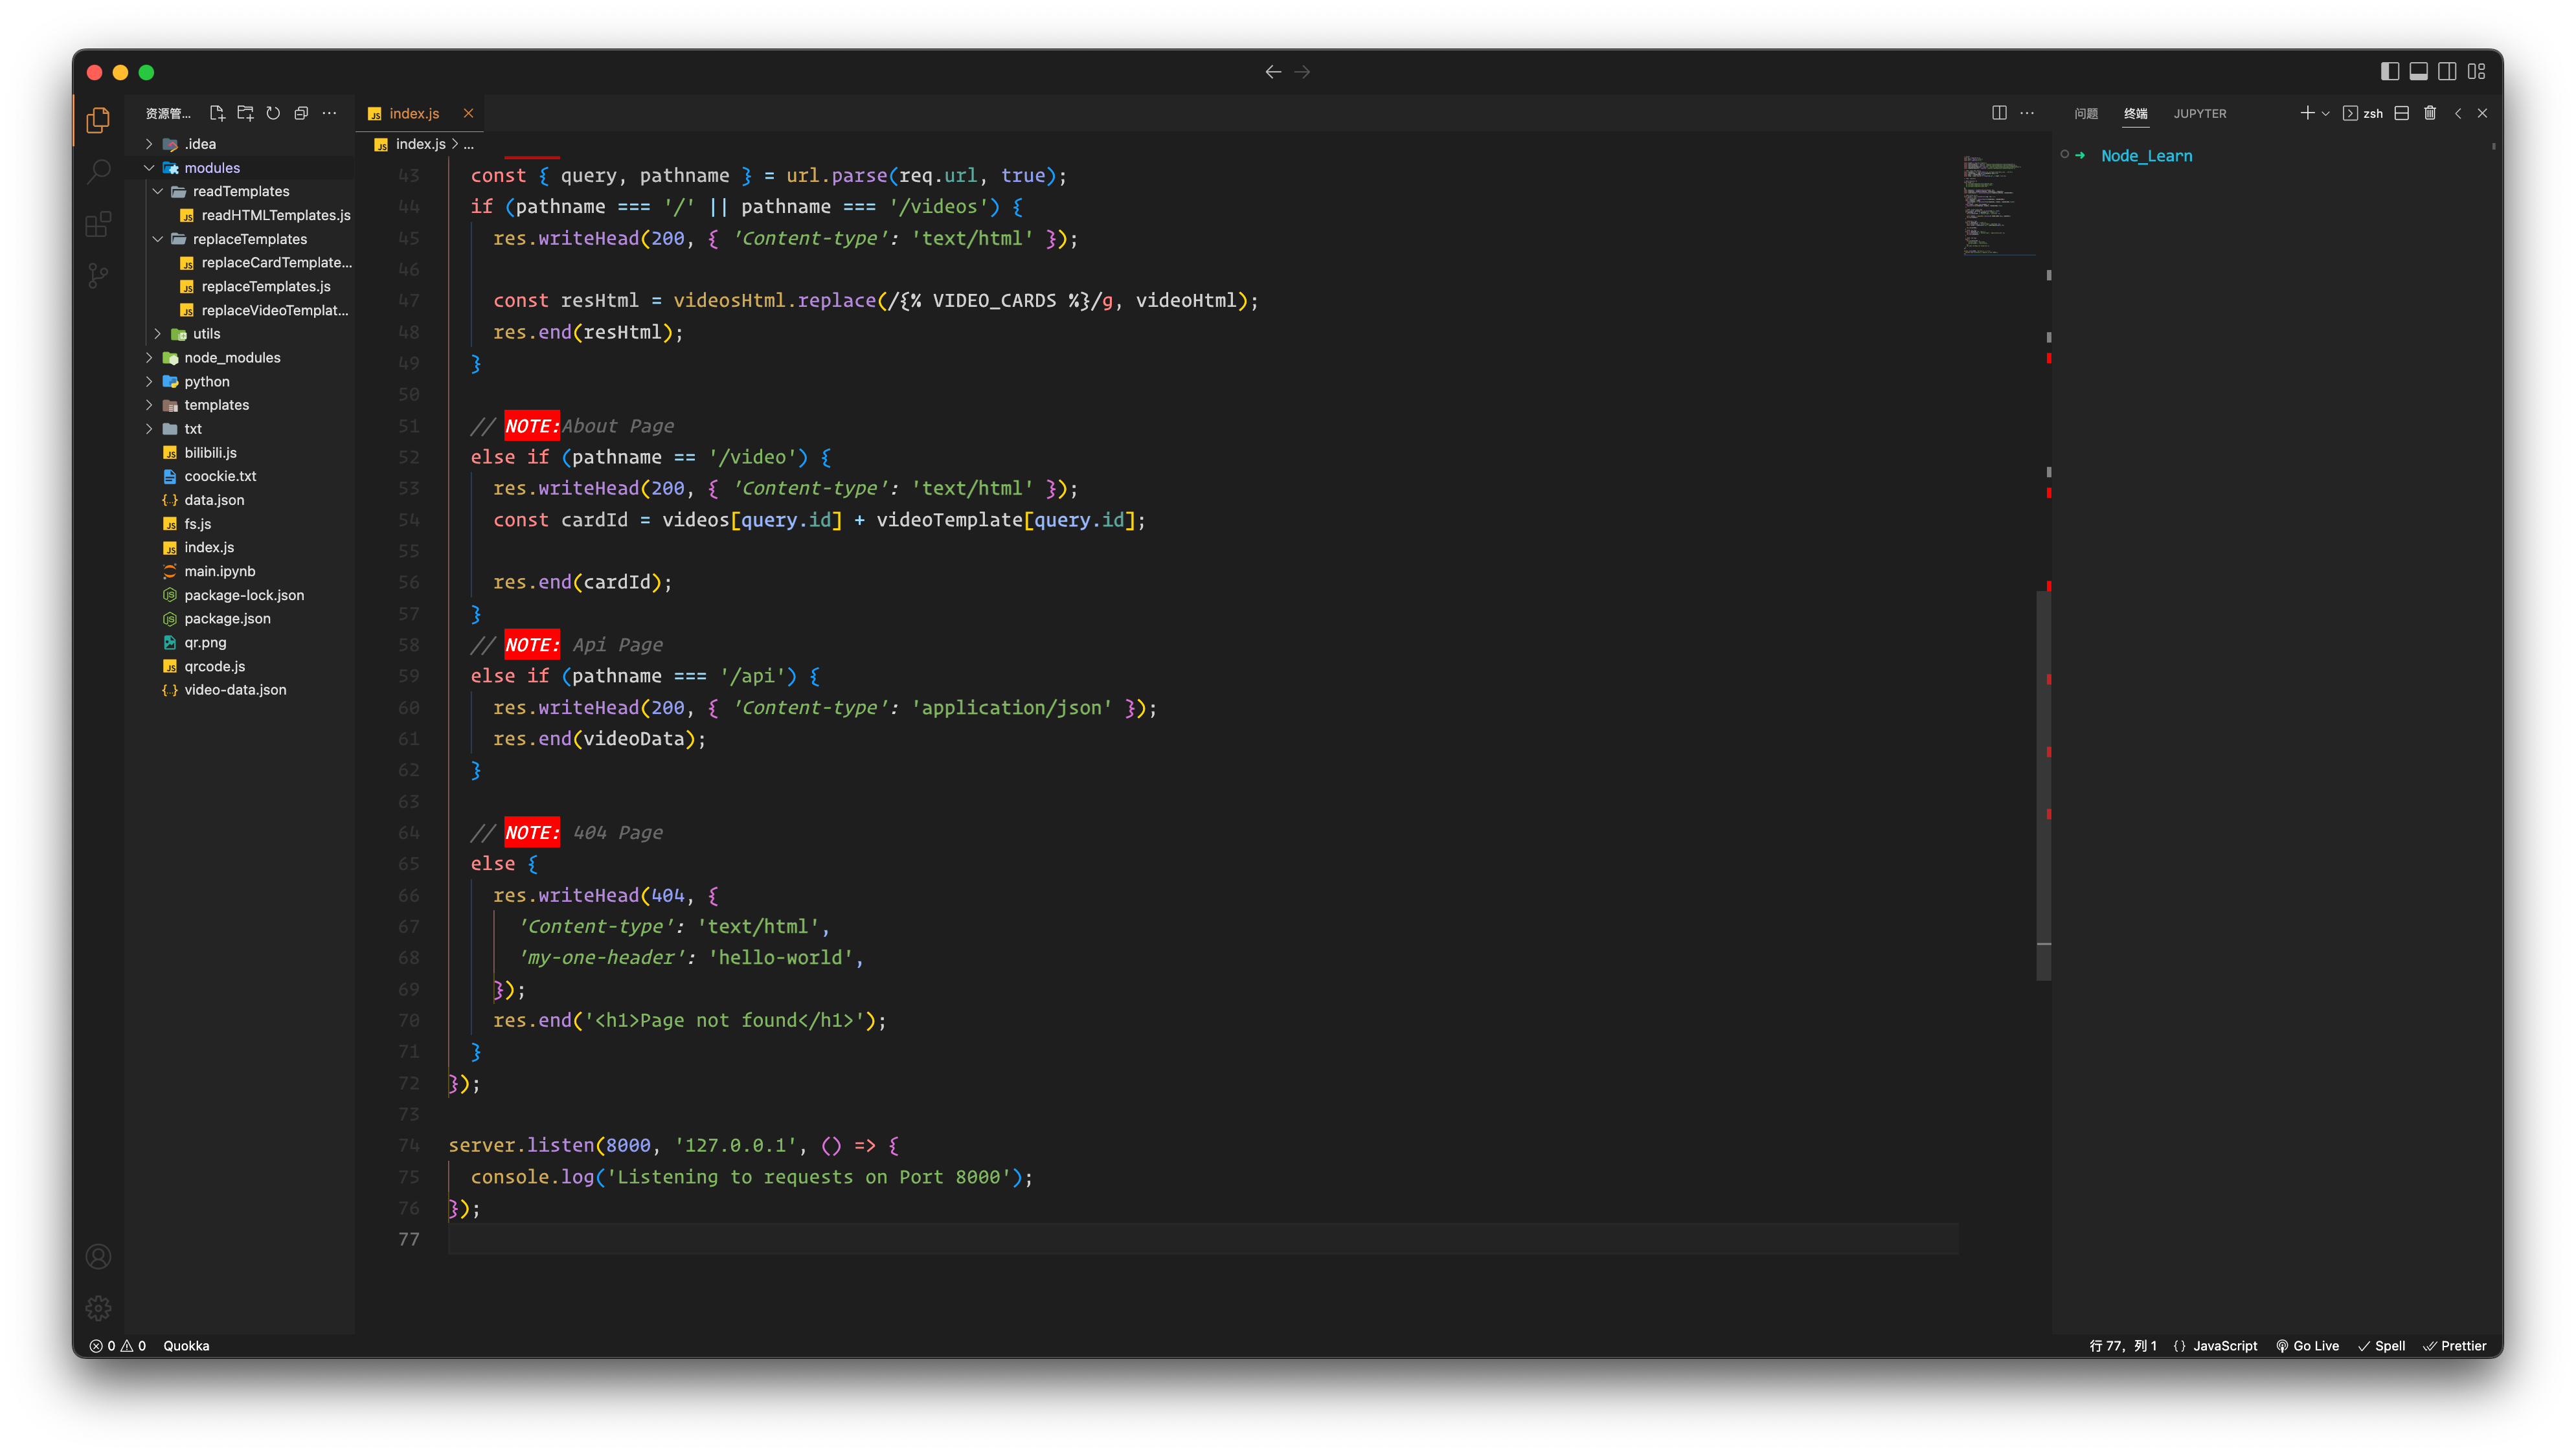 资源管...
.idea
modules
readTemplates
readHTMLTemplates.js
replaceTemplates
replaceCardTemplate...
replaceTemplates.js
replaceVideoTemplat...
utils
node_modules
python
templates
txt
bilibili.js
coockie.txt
data.json
fs.js
index.js
main.ipynb
package-lock.json
package.json
qr.png
qrcode.js
video-data.json
index.js
index.js > ...
43 const { query, pathname } = url.parse(req.url, true);
44 if (pathname === '/' || pathname === '/videos') {
45 res.writeHead(200, { 'Content-type': 'text/html' });
46
47 const resHtml = videosHtml.replace(/{% VIDEO_CARDS %}/g, videoHtml);
48 res.end(resHtml);
49 }
50
51 // NOTE:About Page
52 else if (pathname == '/video') {
53 res.writeHead(200, { 'Content-type': 'text/html' });
54 const cardId = videos[query.id] + videoTemplate[query.id];
55
56 res.end(cardId);
57 }
58 // NOTE: Api Page
59 else if (pathname === '/api') {
60 res.writeHead(200, { 'Content-type': 'application/json' });
61 res.end(videoData);
62 }
63
64 // NOTE: 404 Page
65 else {
66 res.writeHead(404, {
67 'Content-type': 'text/html',
68 'my-one-header': 'hello-world',
69 });
70 res.end('<h1>Page not found</h1>');
71 }
72 });
73
74 server.listen(8000, '127.0.0.1', () => {
75 console.log('Listening to requests on Port 8000');
76 });
77
问题 终端 JUPYTER zsh
Node_Learn
0 0 Quokka
行 77，列 1 {} JavaScript Go Live Spell Prettier